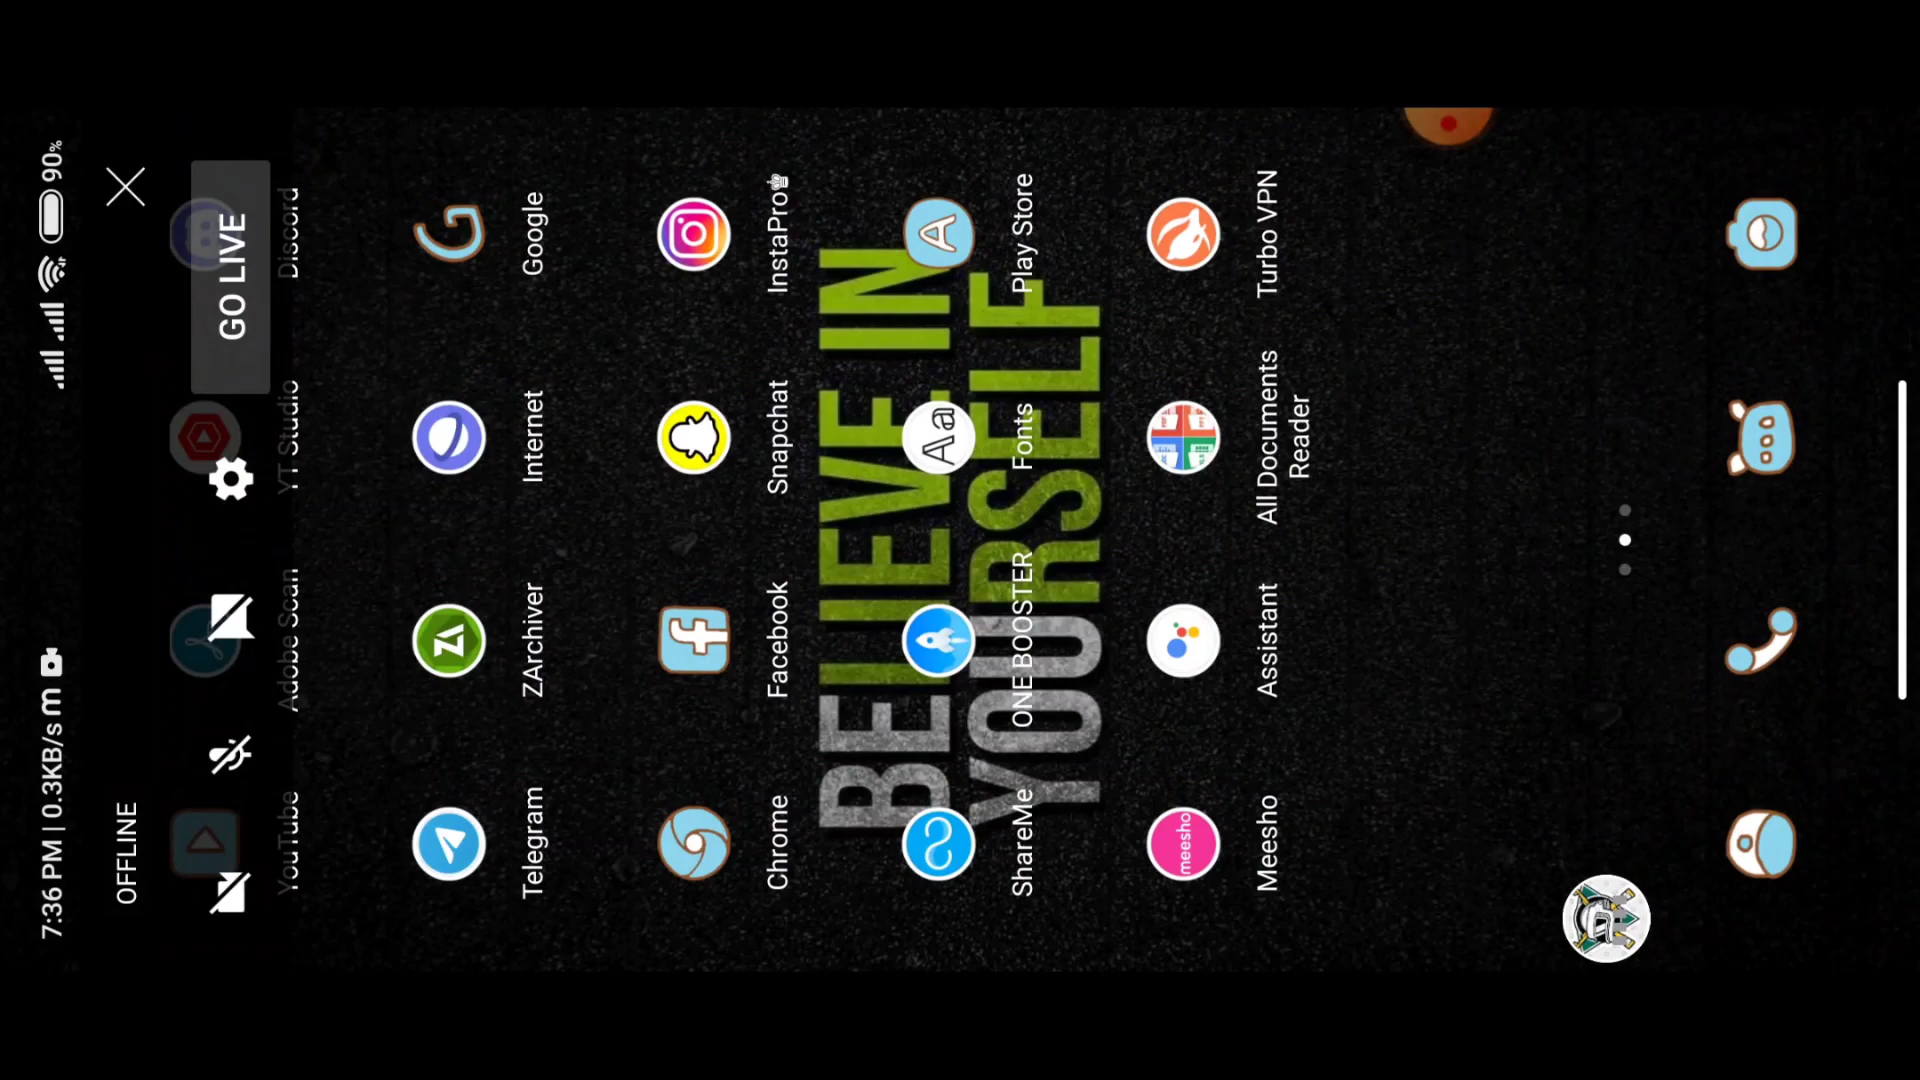 7:36 PM | 0.3KB/s m
90%
OFFLINE
GO LIVE
YouTube
Adobe Scan
YT Studio
Discord
Telegram
ZArchiver
Internet
Google
Chrome
Facebook
Snapchat
InstaPro♚
BELIEVE IN
YOURSELF
Aa
ShareMe
ONE BOOSTER
Fonts
Play Store
meesho
Meesho
Assistant
All Documents
Reader
Turbo VPN